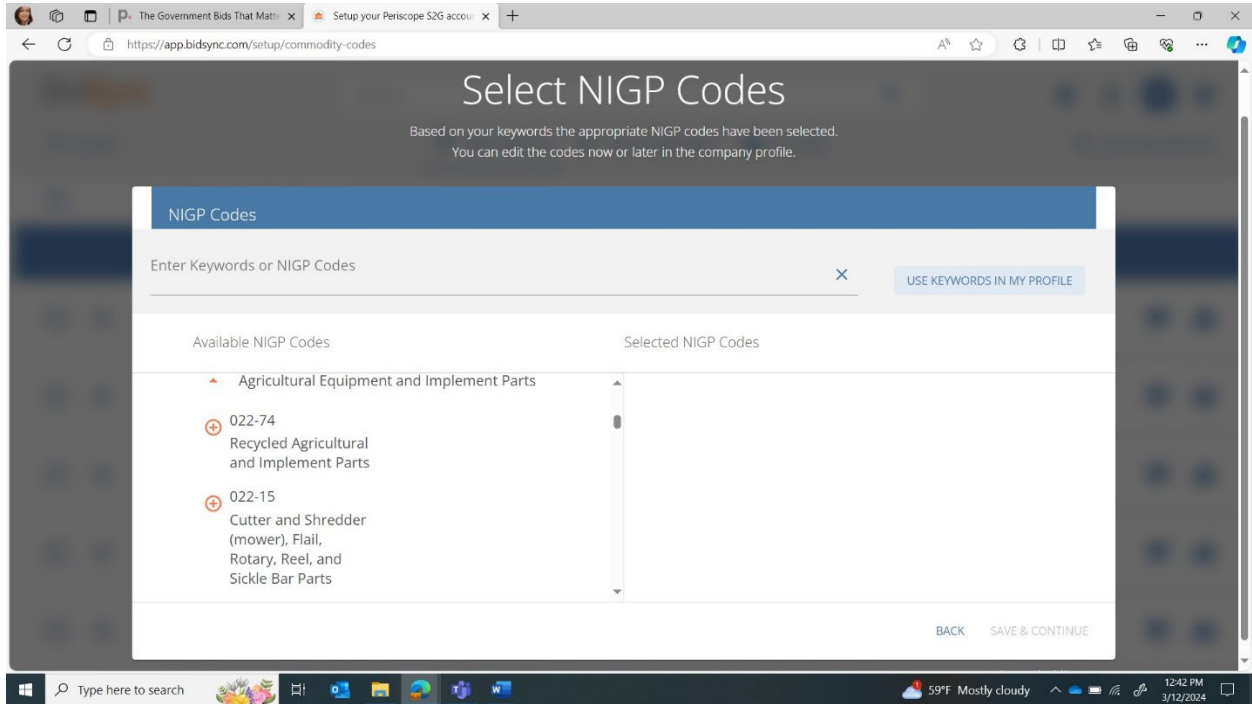 The Government Bids That Matte
Setup your Periscope S2G accou
https://app.bidsync.com/setup/commodity-codes
Select NIGP Codes
Based on your keywords the appropriate NIGP codes have been selected.
You can edit the codes now or later in the company profile.
NIGP Codes
Enter Keywords or NIGP Codes
USE KEYWORDS IN MY PROFILE
Available NIGP Codes
Selected NIGP Codes
Agricultural Equipment and Implement Parts
022-74
Recycled Agricultural
and Implement Parts
022-15
Cutter and Shredder
(mower), Flail,
Rotary, Reel, and
Sickle Bar Parts
BACK
SAVE & CONTINUE
Type here to search
59°F Mostly cloudy
12:42 PM
3/12/2024